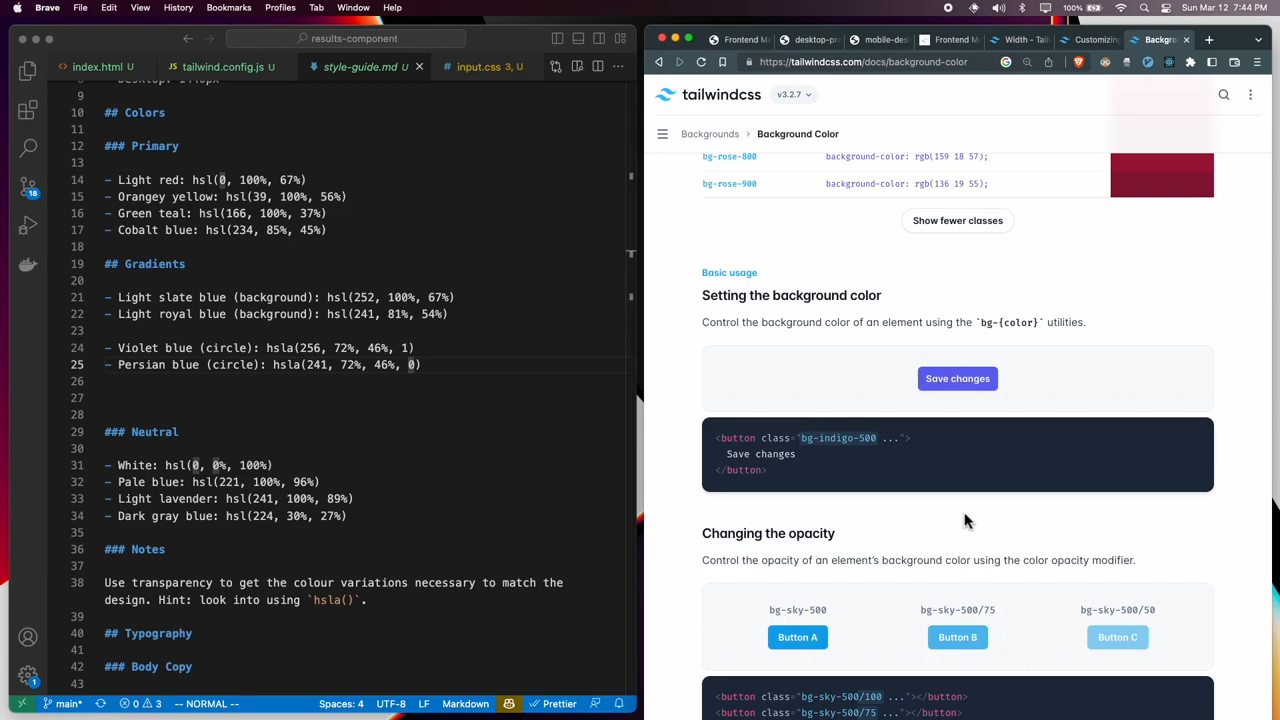 Brave File Edit View History Bookmarks Profiles Tab Window Help
100% Sun Mar 12 7:44 PM
results-component
index.html tailwind.config.js style-guide.md input.css 3, U
9
10 ## Colors
11
12 ### Primary
13
14 - Light red: hsl(0, 100%, 67%)
15 - Orangey yellow: hsl(39, 100%, 56%)
16 - Green teal: hsl(166, 100%, 37%)
17 - Cobalt blue: hsl(234, 85%, 45%)
18
19 ## Gradients
20
21 - Light slate blue (background): hsl(252, 100%, 67%)
22 - Light royal blue (background): hsl(241, 81%, 54%)
23
24 - Violet blue (circle): hsla(256, 72%, 46%, 1)
25 - Persian blue (circle): hsla(241, 72%, 46%, 0)
26
27
28
29 ### Neutral
30
31 - White: hsl(0, 0%, 100%)
32 - Pale blue: hsl(221, 100%, 96%)
33 - Light lavender: hsl(241, 100%, 89%)
34 - Dark gray blue: hsl(224, 30%, 27%)
35
36 ### Notes
37
38 Use transparency to get the colour variations necessary to match the
design. Hint: look into using `hsla()`.
39
40 ## Typography
41
42 ### Body Copy
43
18
1
main* 0 3 -- NORMAL -- Spaces: 4 UTF-8 LF Markdown Prettier
Frontend M desktop-pr mobile-des Frontend M Width - Tail Customizin Backgro
https://tailwindcss.com/docs/background-color
tailwindcss v3.2.7
Backgrounds > Background Color
bg-rose-800 background-color: rgb(159 18 57);
bg-rose-900 background-color: rgb(136 19 55);
Show fewer classes
Basic usage
Setting the background color
Control the background color of an element using the `bg-{color}` utilities.
Save changes
<button class="bg-indigo-500 ...">
Save changes
</button>
Changing the opacity
Control the opacity of an element's background color using the color opacity modifier.
bg-sky-500 bg-sky-500/75 bg-sky-500/50
Button A Button B Button C
<button class="bg-sky-500/100 ..."></button>
<button class="bg-sky-500/75 ..."></button>